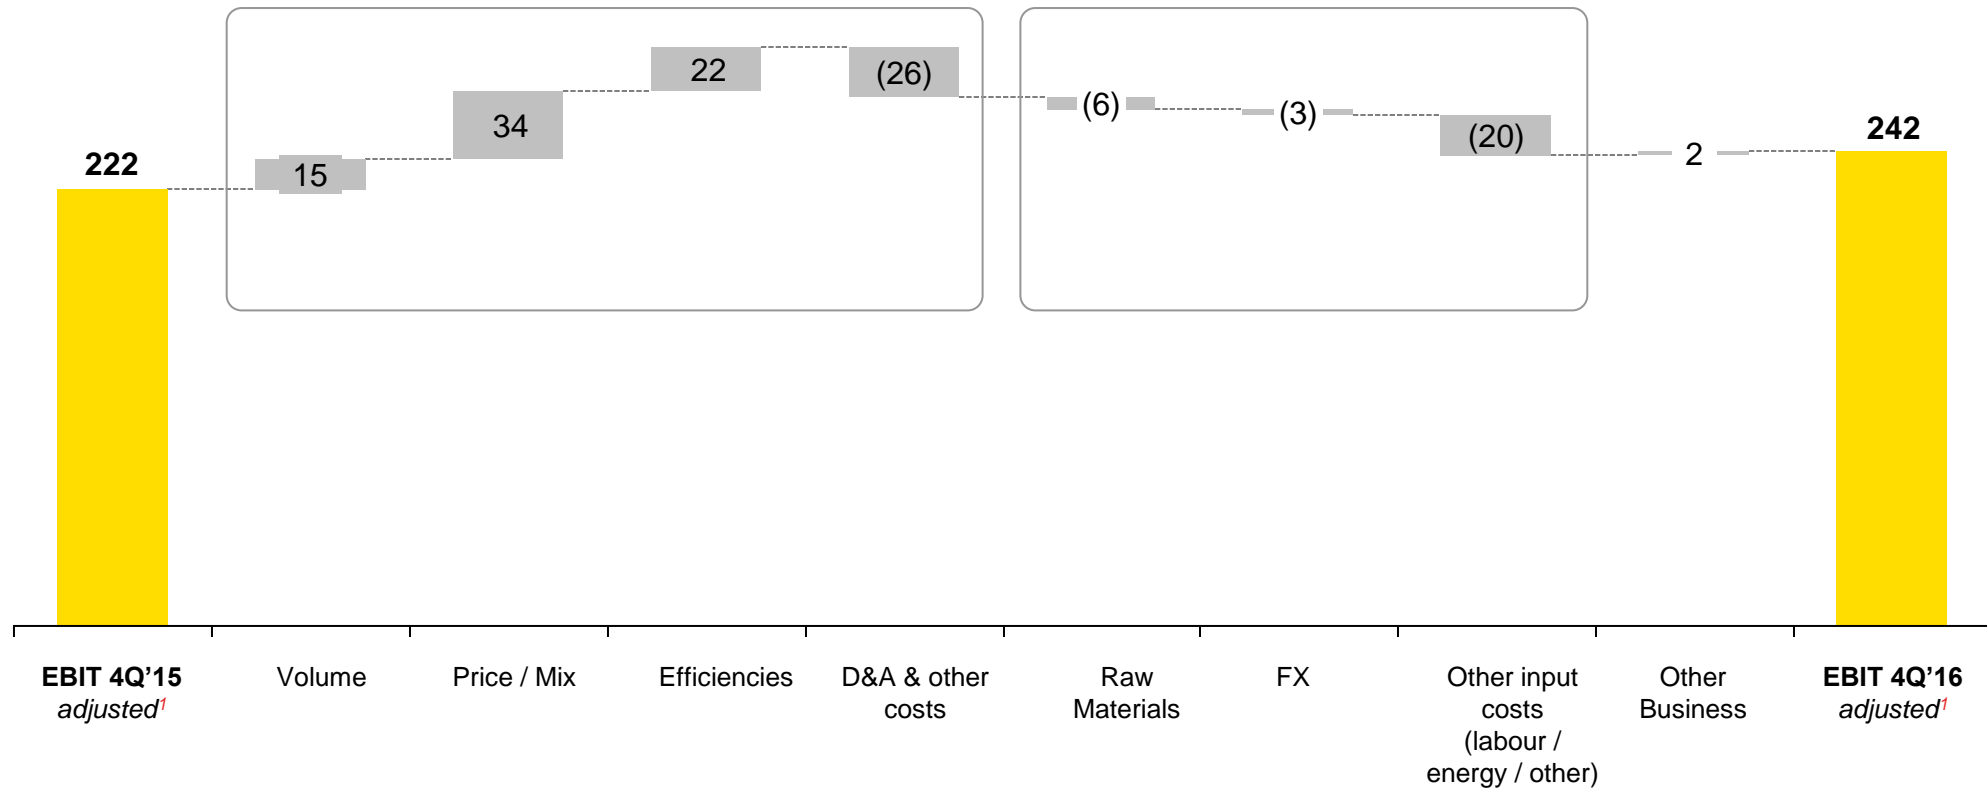 222
15
34
22
(26)
(6)
(3)
(20)
2
242
EBIT 4Q’15
adjusted1
Volume
Price / Mix
Efficiencies
D&A & other
costs
Raw
Materials
FX
Other input
costs
(labour /
energy / other)
Other
Business
EBIT 4Q’16
adjusted1